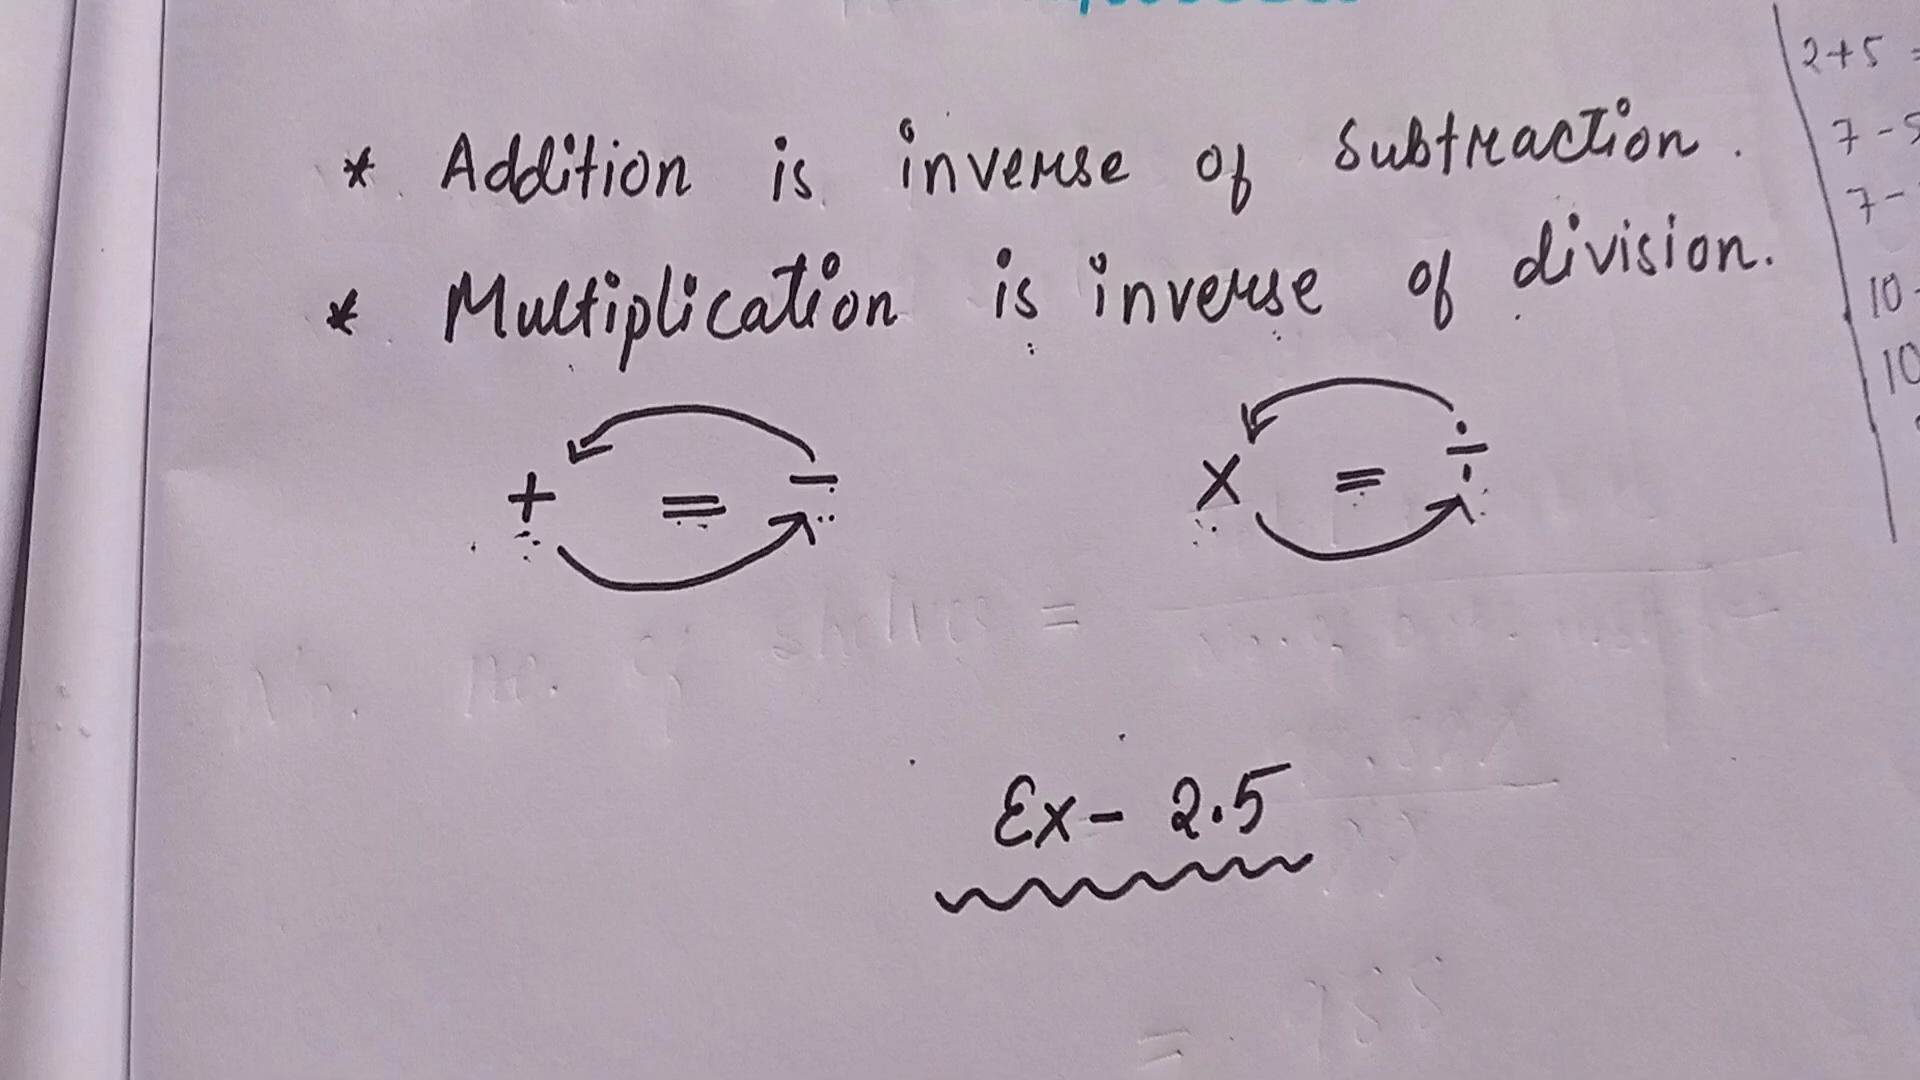 * Addition is inverse of subtraction.
* Multiplication is inverse of division.
+ = -
× = ÷
Ex- 2.5
2+5 =
7-5
7-
10-
10